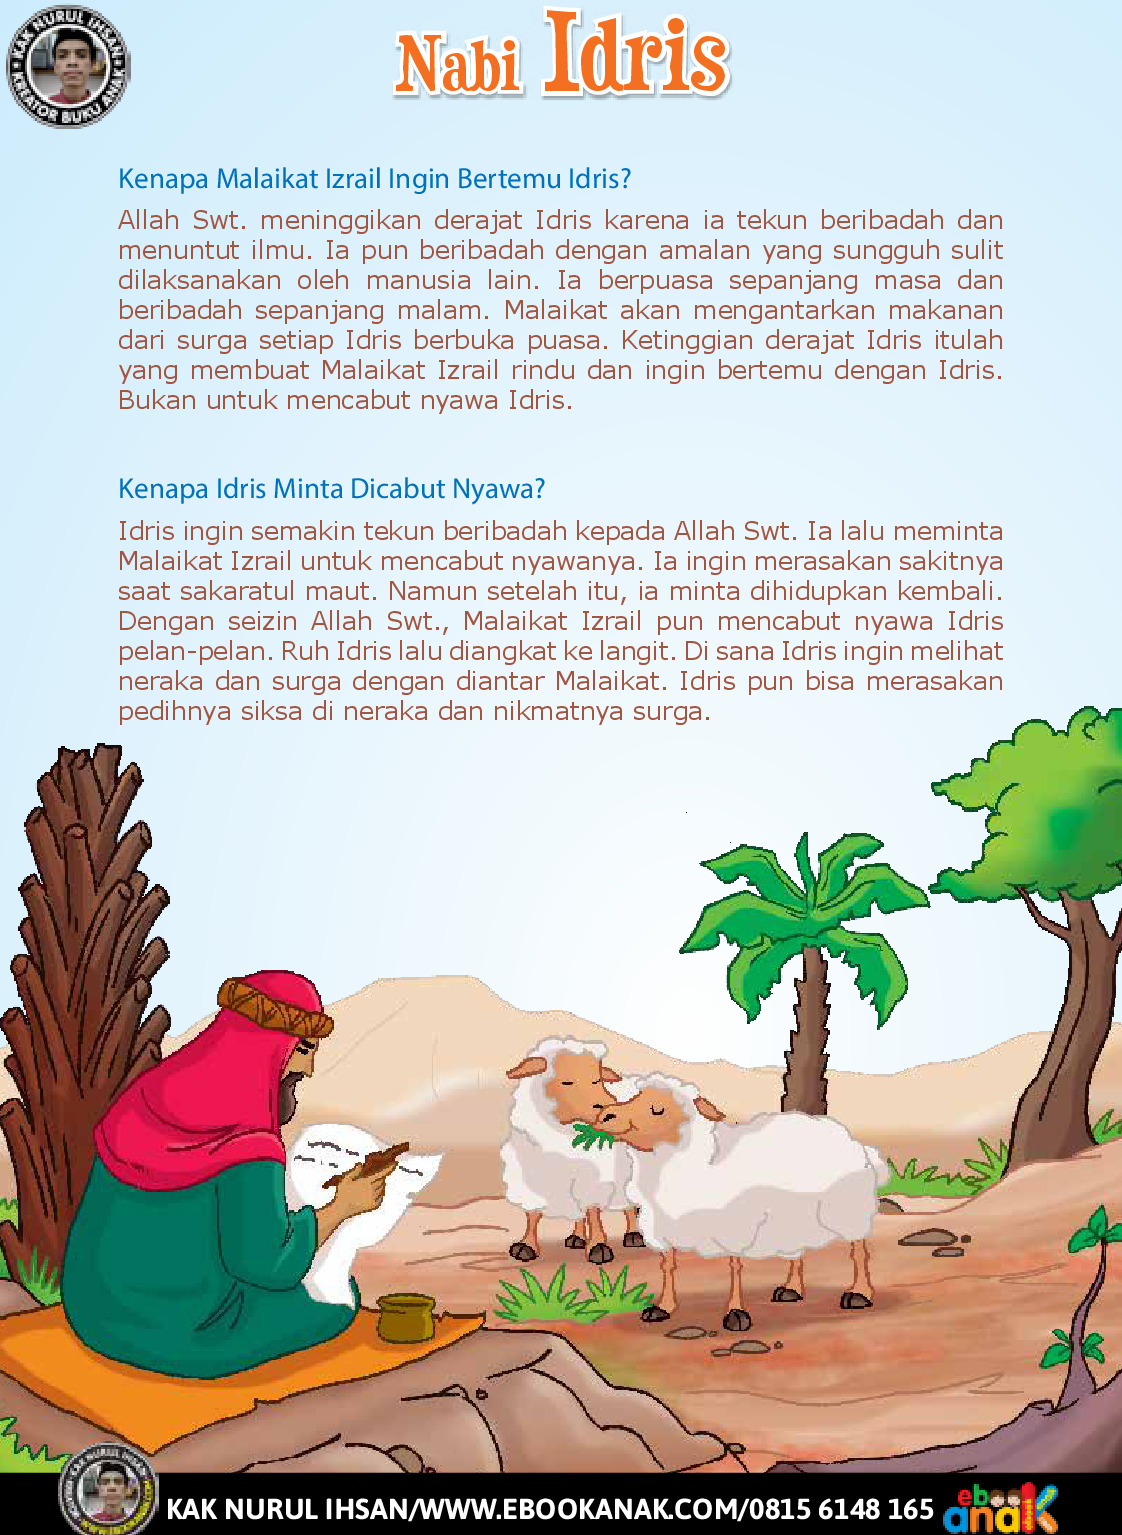 KAK NURUL IHSAN
KREATOR BUKU ANAK
Nabi Idris
Kenapa Malaikat Izrail Ingin Bertemu Idris?
Allah Swt. meninggikan derajat Idris karena ia tekun beribadah dan
menuntut ilmu. Ia pun beribadah dengan amalan yang sungguh sulit
dilaksanakan oleh manusia lain. Ia berpuasa sepanjang masa dan
beribadah sepanjang malam. Malaikat akan mengantarkan makanan
dari surga setiap Idris berbuka puasa. Ketinggian derajat Idris itulah
yang membuat Malaikat Izrail rindu dan ingin bertemu dengan Idris.
Bukan untuk mencabut nyawa Idris.
Kenapa Idris Minta Dicabut Nyawa?
Idris ingin semakin tekun beribadah kepada Allah Swt. Ia lalu meminta
Malaikat Izrail untuk mencabut nyawanya. Ia ingin merasakan sakitnya
saat sakaratul maut. Namun setelah itu, ia minta dihidupkan kembali.
Dengan seizin Allah Swt., Malaikat Izrail pun mencabut nyawa Idris
pelan-pelan. Ruh Idris lalu diangkat ke langit. Di sana Idris ingin melihat
neraka dan surga dengan diantar Malaikat. Idris pun bisa merasakan
pedihnya siksa di neraka dan nikmatnya surga.
KAK NURUL IHSAN/WWW.EBOOKANAK.COM/0815 6148 165
ebook
anak